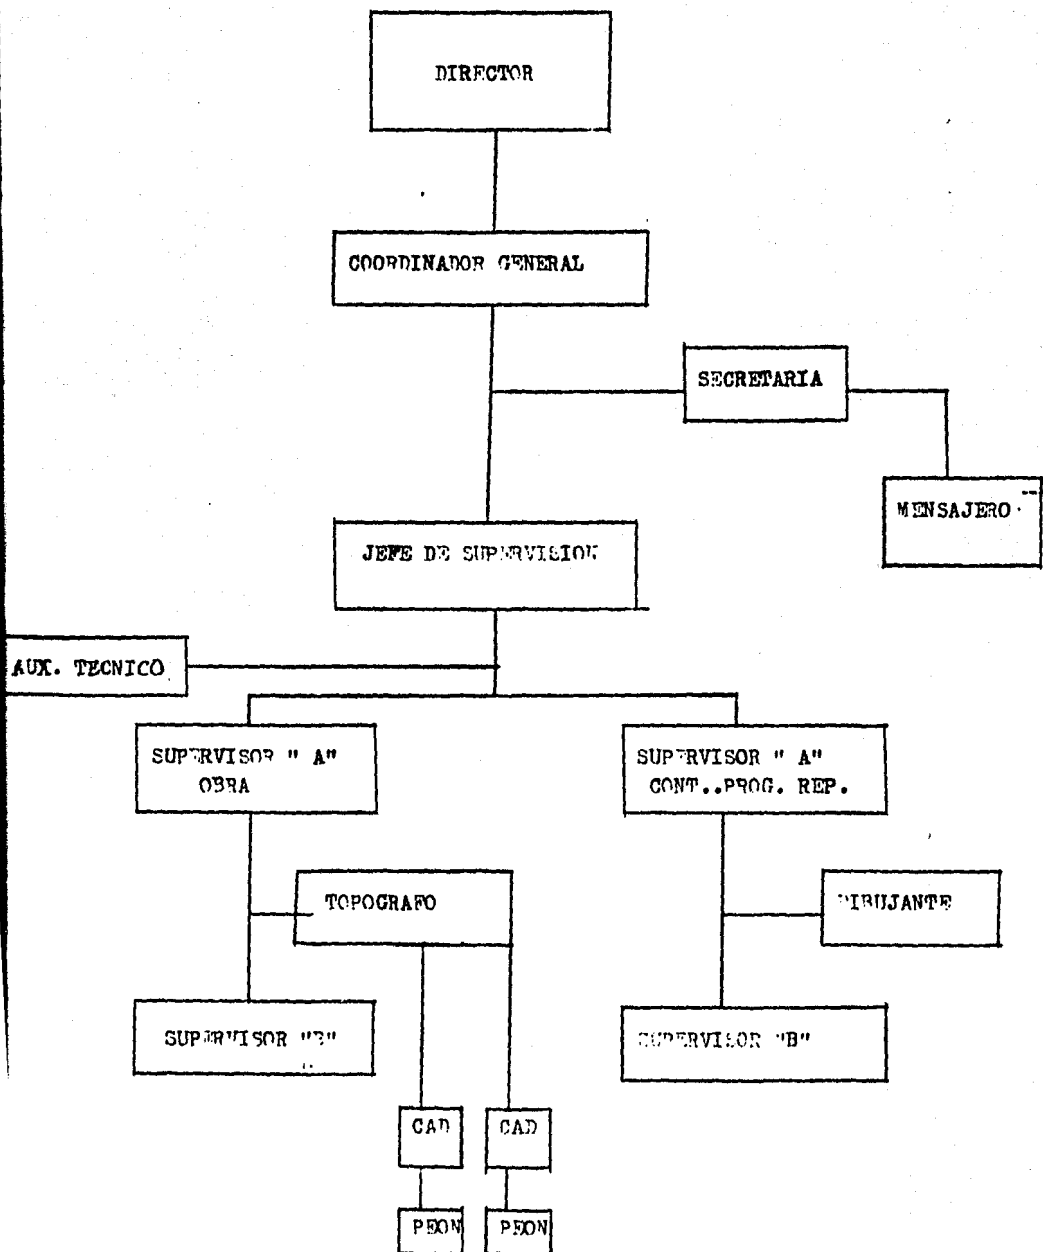 DIRECTOR
COORDINADOR GENERAL
SECRETARIA
MENSAJERO
JEFE DE SUPERVISION
AUX. TECNICO
SUPERVISOR " A"
OBRA
SUPERVISOR " A"
CONT..PROG. REP.
TOPOGRAFO
DIBUJANTE
SUPERVISOR "B"
SUPERVISOR "B"
CAD
CAD
PEON
PEON